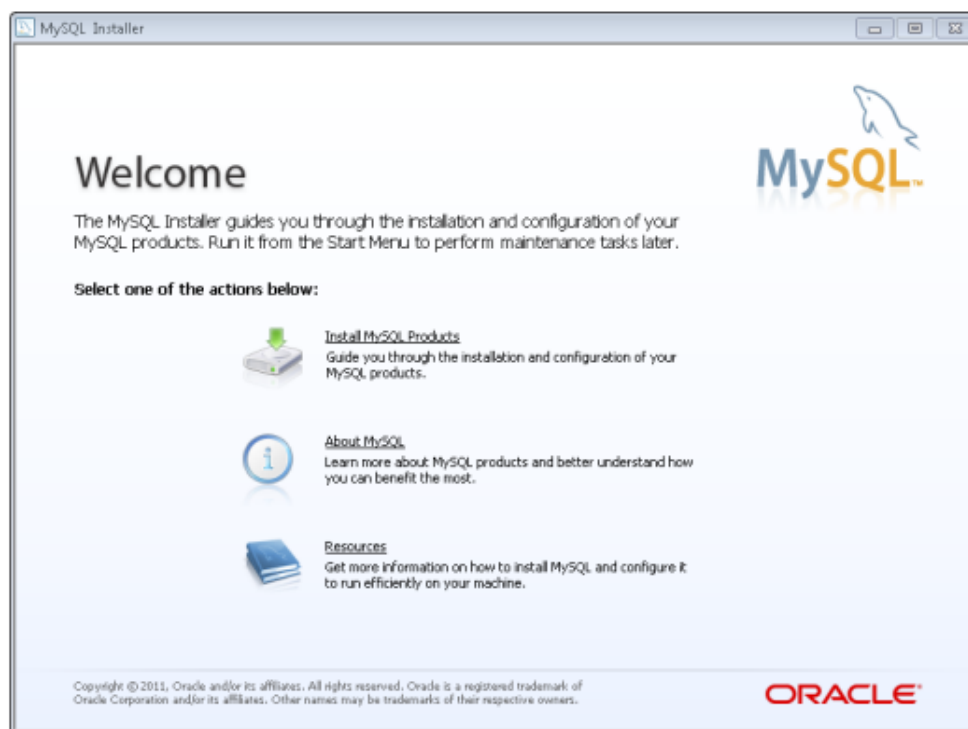 MySQL Installer
MySQL™
Welcome
The MySQL Installer guides you through the installation and configuration of your
MySQL products. Run it from the Start Menu to perform maintenance tasks later.
Select one of the actions below:
Install MySQL Products
Guide you through the installation and configuration of your
MySQL products.
About MySQL
Learn more about MySQL products and better understand how
you can benefit the most.
Resources
Get more information on how to install MySQL and configure it
to run efficiently on your machine.
Copyright © 2011, Oracle and/or its affiliates. All rights reserved. Oracle is a registered trademark of
Oracle Corporation and/or its affiliates. Other names may be trademarks of their respective owners.
ORACLE®